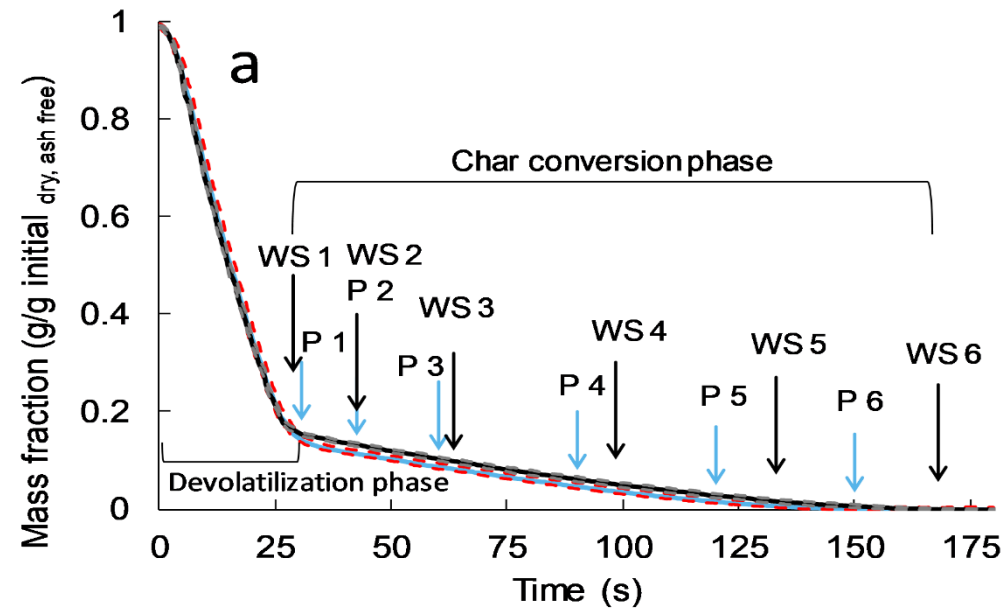 a
Mass fraction (g/g initial dry, ash free)
1
0.8
0.6
0.4
0.2
0
Char conversion phase
WS 1
WS 2
P 1
P 2
P 3
WS 3
P 4
WS 4
P 5
WS 5
P 6
WS 6
Devolatilization phase
0 25 50 75 100 125 150 175
Time (s)